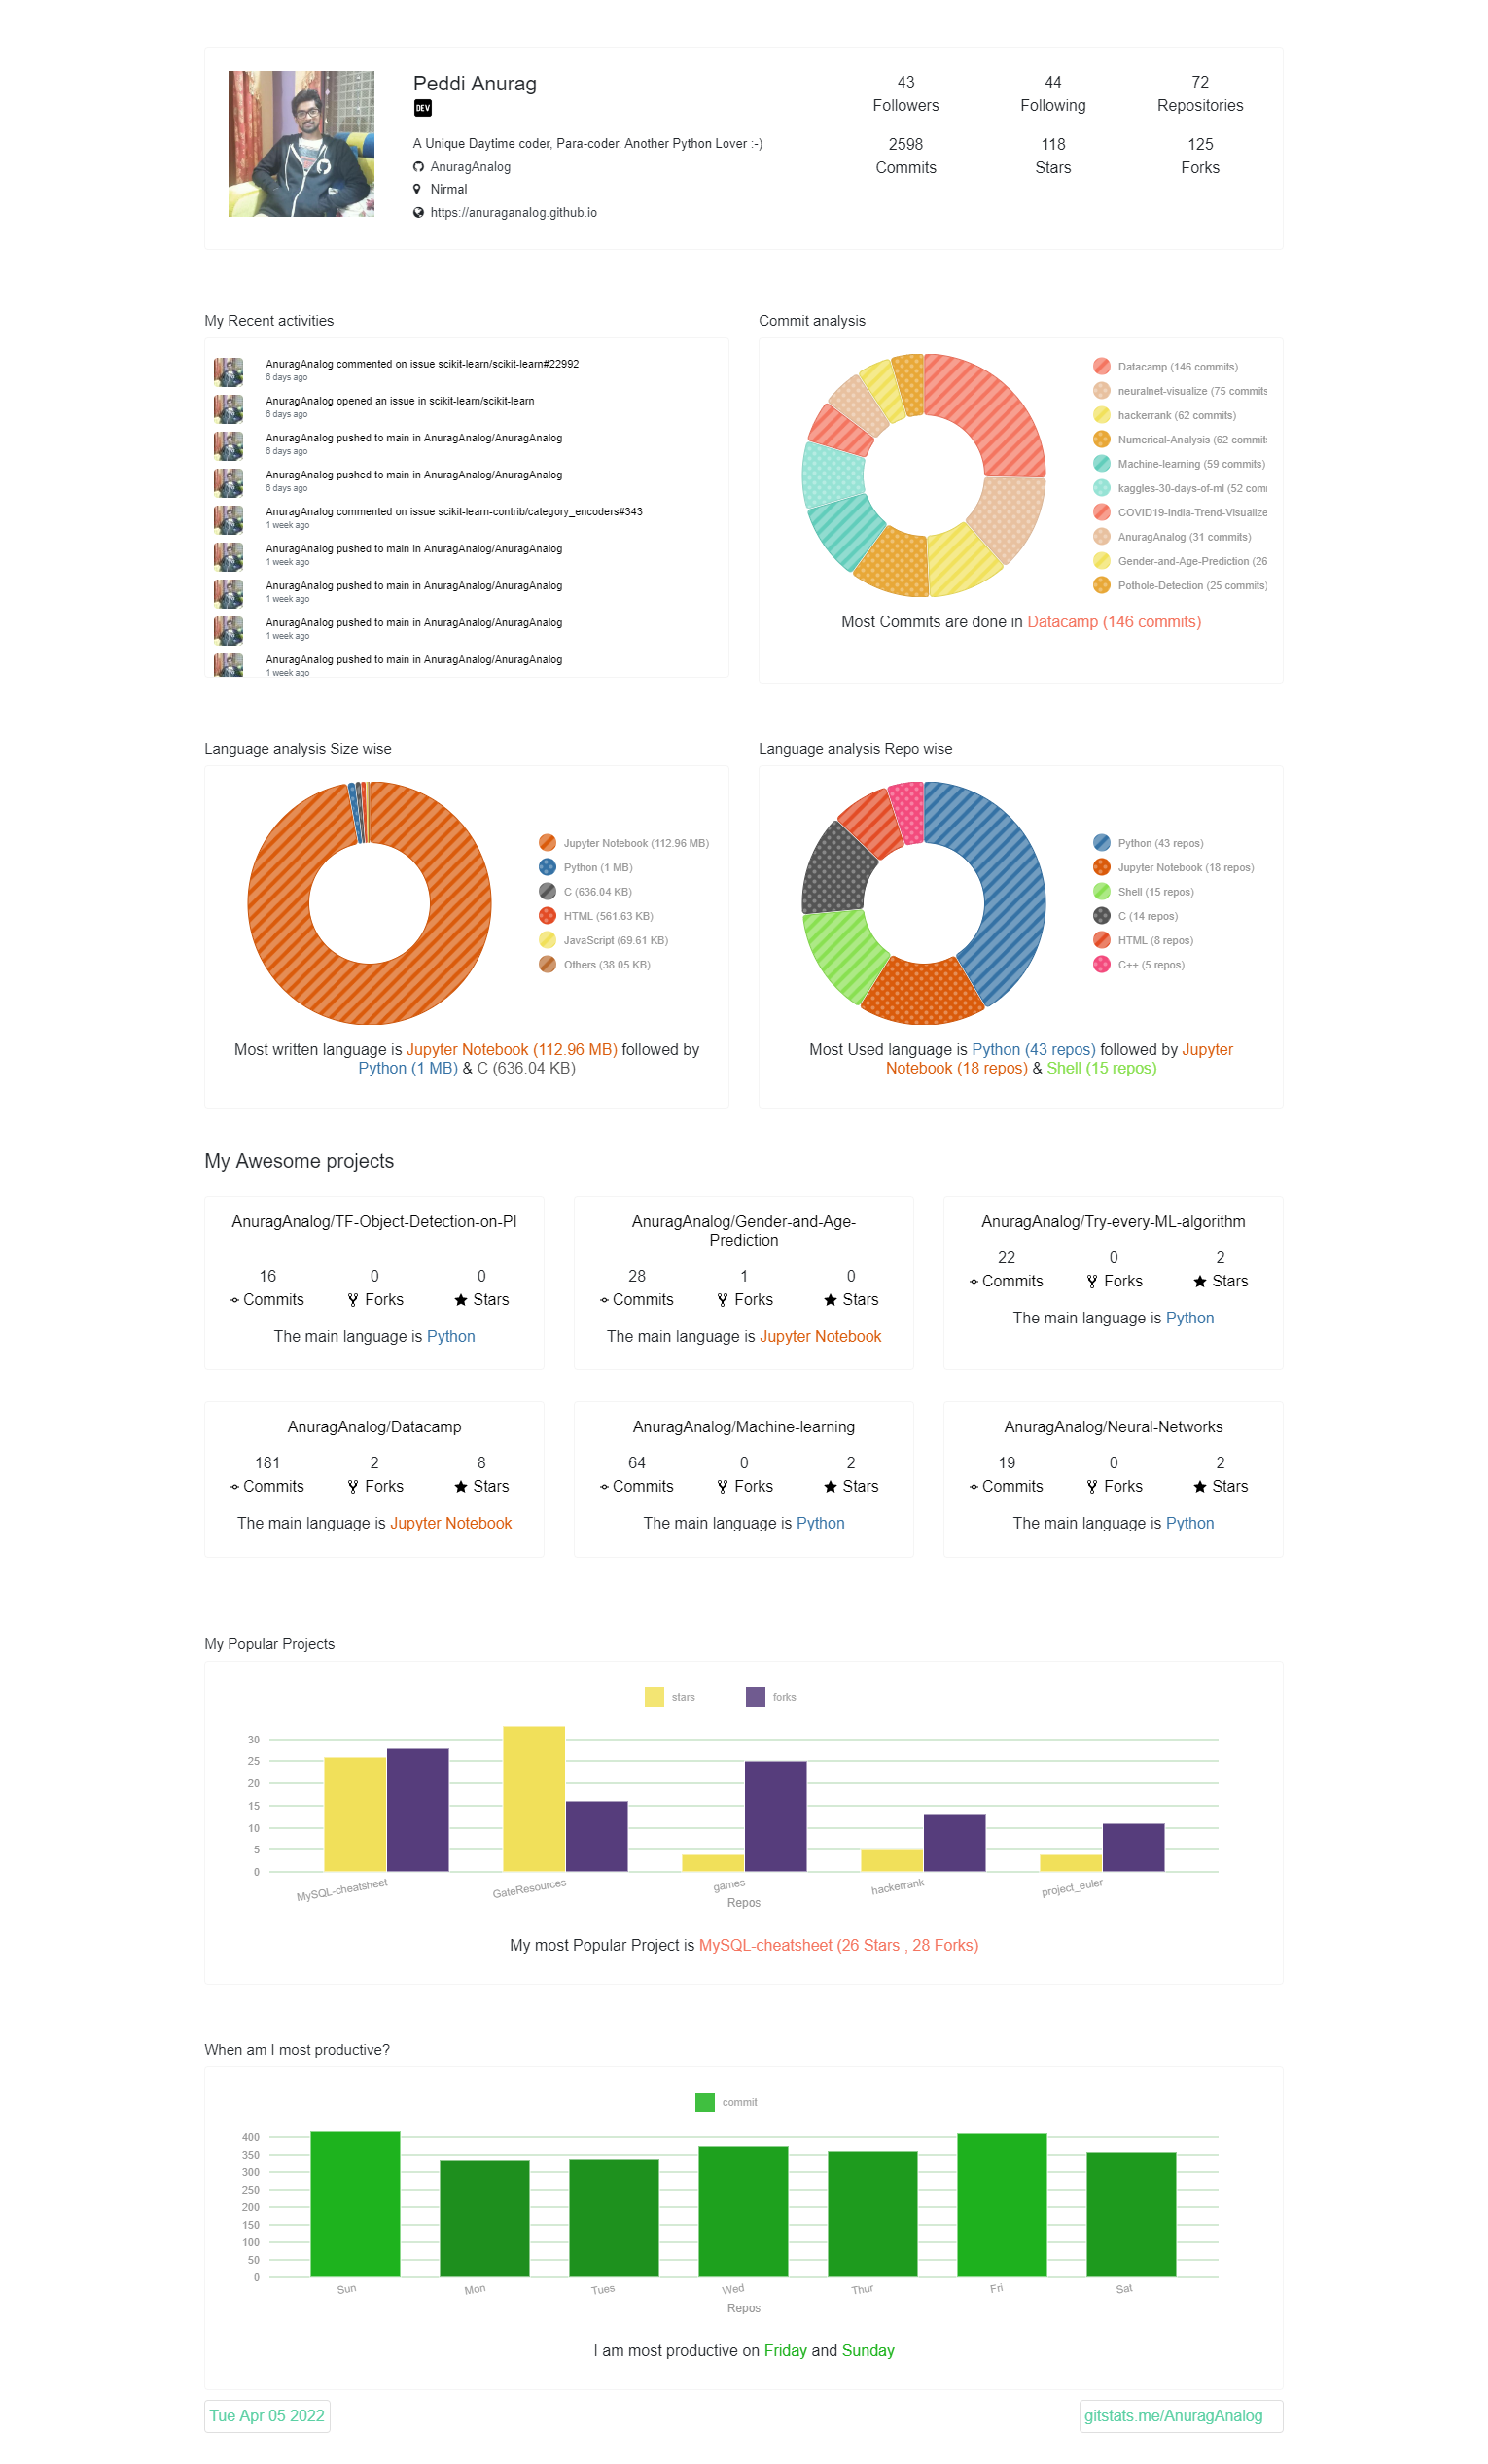 Peddi Anurag
DEV
A Unique Daytime coder, Para-coder. Another Python Lover :-)
AnuragAnalog
Nirmal
https://anuraganalog.github.io
43 44 72
Followers Following Repositories
2598 118 125
Commits Stars Forks
My Recent activities
AnuragAnalog commented on issue scikit-learn/scikit-learn#22992
6 days ago
AnuragAnalog opened an issue in scikit-learn/scikit-learn
6 days ago
AnuragAnalog pushed to main in AnuragAnalog/AnuragAnalog
6 days ago
AnuragAnalog pushed to main in AnuragAnalog/AnuragAnalog
6 days ago
AnuragAnalog commented on issue scikit-learn-contrib/category_encoders#343
1 week ago
AnuragAnalog pushed to main in AnuragAnalog/AnuragAnalog
1 week ago
AnuragAnalog pushed to main in AnuragAnalog/AnuragAnalog
1 week ago
AnuragAnalog pushed to main in AnuragAnalog/AnuragAnalog
1 week ago
AnuragAnalog pushed to main in AnuragAnalog/AnuragAnalog
1 week ago
Commit analysis
Datacamp (146 commits)
neuralnet-visualize (75 commits
hackerrank (62 commits)
Numerical-Analysis (62 commits
Machine-learning (59 commits)
kaggles-30-days-of-ml (52 com
COVID19-India-Trend-Visualize
AnuragAnalog (31 commits)
Gender-and-Age-Prediction (26
Pothole-Detection (25 commits)
Most Commits are done in Datacamp (146 commits)
Language analysis Size wise
Jupyter Notebook (112.96 MB)
Python (1 MB)
C (636.04 KB)
HTML (561.63 KB)
JavaScript (69.61 KB)
Others (38.05 KB)
Most written language is Jupyter Notebook (112.96 MB) followed by
Python (1 MB) & C (636.04 KB)
Language analysis Repo wise
Python (43 repos)
Jupyter Notebook (18 repos)
Shell (15 repos)
C (14 repos)
HTML (8 repos)
C++ (5 repos)
Most Used language is Python (43 repos) followed by Jupyter
Notebook (18 repos) & Shell (15 repos)
My Awesome projects
AnuragAnalog/TF-Object-Detection-on-PI
16 0 0
Commits Forks Stars
The main language is Python
AnuragAnalog/Gender-and-Age-
Prediction
28 1 0
Commits Forks Stars
The main language is Jupyter Notebook
AnuragAnalog/Try-every-ML-algorithm
22 0 2
Commits Forks Stars
The main language is Python
AnuragAnalog/Datacamp
181 2 8
Commits Forks Stars
The main language is Jupyter Notebook
AnuragAnalog/Machine-learning
64 0 2
Commits Forks Stars
The main language is Python
AnuragAnalog/Neural-Networks
19 0 2
Commits Forks Stars
The main language is Python
My Popular Projects
stars forks
30
25
20
15
10
5
0
MySQL-cheatsheet GateResources games hackerrank project_euler
Repos
My most Popular Project is MySQL-cheatsheet (26 Stars , 28 Forks)
When am I most productive?
commit
400
350
300
250
200
150
100
50
0
Sun Mon Tues Wed Thur Fri Sat
Repos
I am most productive on Friday and Sunday
Tue Apr 05 2022
gitstats.me/AnuragAnalog